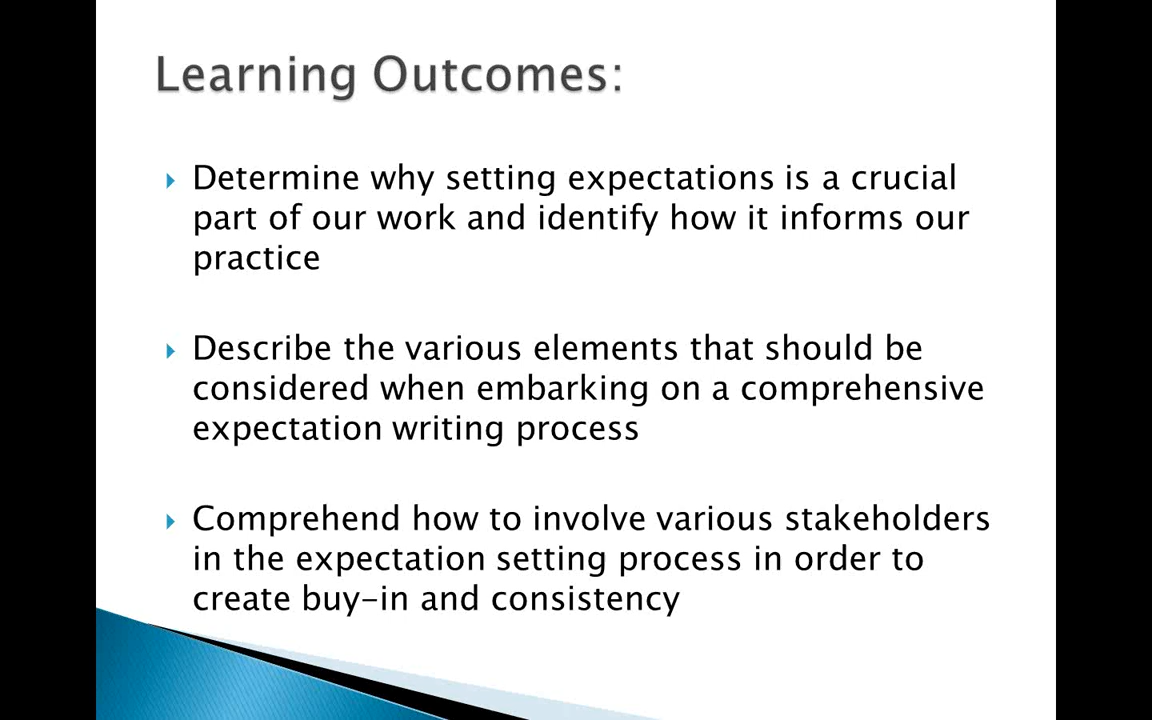 Learning Outcomes:
Determine why setting expectations is a crucial
part of our work and identify how it informs our
practice
Describe the various elements that should be
considered when embarking on a comprehensive
expectation writing process
Comprehend how to involve various stakeholders
in the expectation setting process in order to
create buy-in and consistency